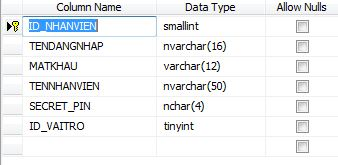 Column Name Data Type Allow Nulls
ID_NHANVIEN smallint
TENDANGNHAP nvarchar(16)
MATKHAU varchar(12)
TENNHANVIEN nvarchar(50)
SECRET_PIN nchar(4)
ID_VAITRO tinyint